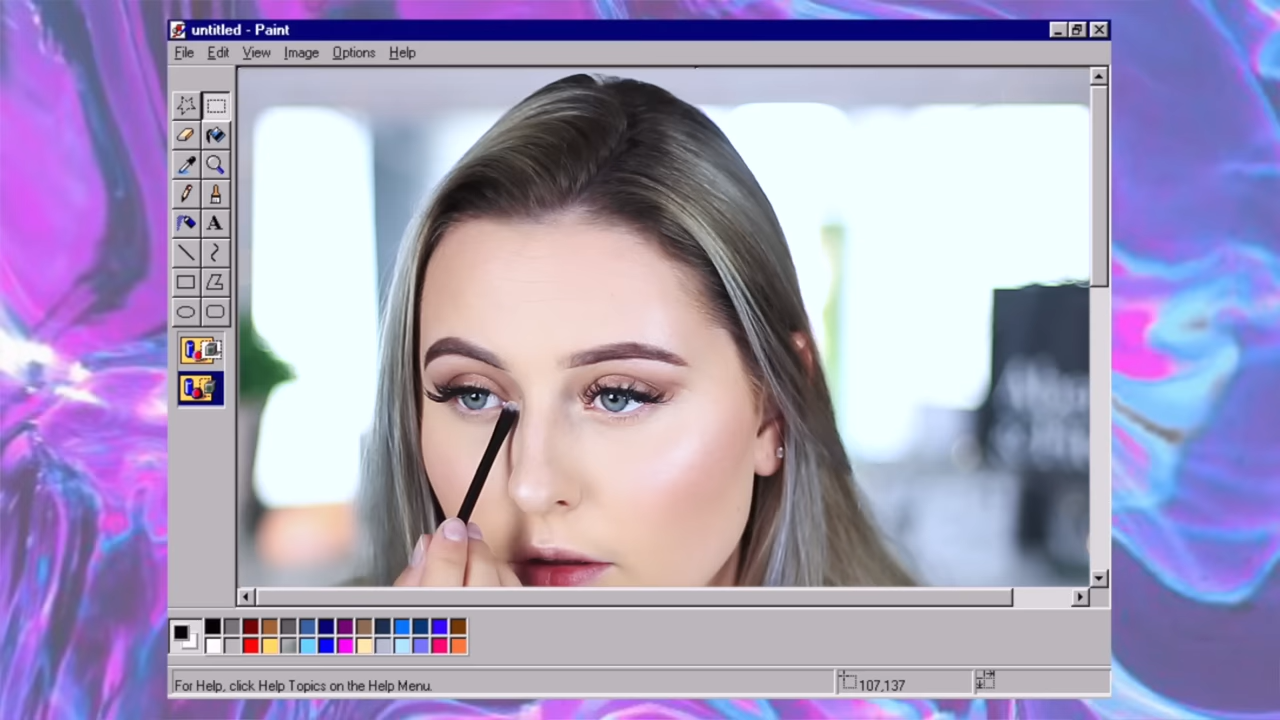 untitled - Paint
File Edit View Image Options Help
A
For Help, click Help Topics on the Help Menu.
107,137